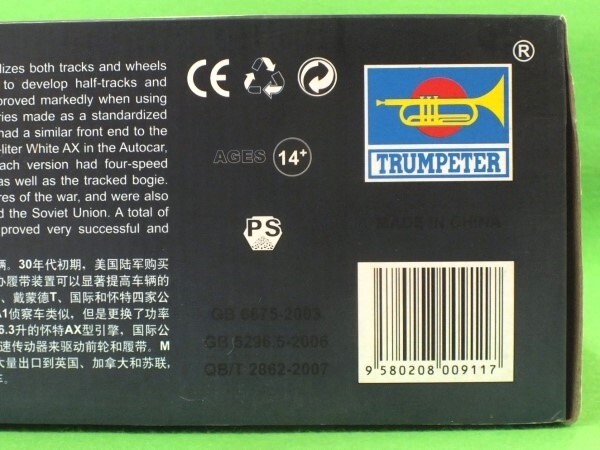 lizes both tracks and wheels
to develop half-tracks and
proved markedly when using
ries made as a standardized
had a similar front end to the
-liter White AX in the Autocar,
ach version had four-speed
as well as the tracked bogie.
res of the war, and were also
d the Soviet Union. A total of
proved very successful and
辆。30年代初期，美国陆军购买
办履带装置可以显著提高车辆的
、戴蒙德T、国际和怀特四家公
A1侦察车类似，但是更换了功率
6.3升的怀特AX型引擎，国际公
速传动器来驱动前轮和履带。M
大量出口到英国、加拿大和苏联，
CE
AGES 14+
PS
GB 6675-2003
GB 5296.5-2006
QB/T 2862-2007
®
TRUMPETER
MADE IN CHINA
9 580208 009117